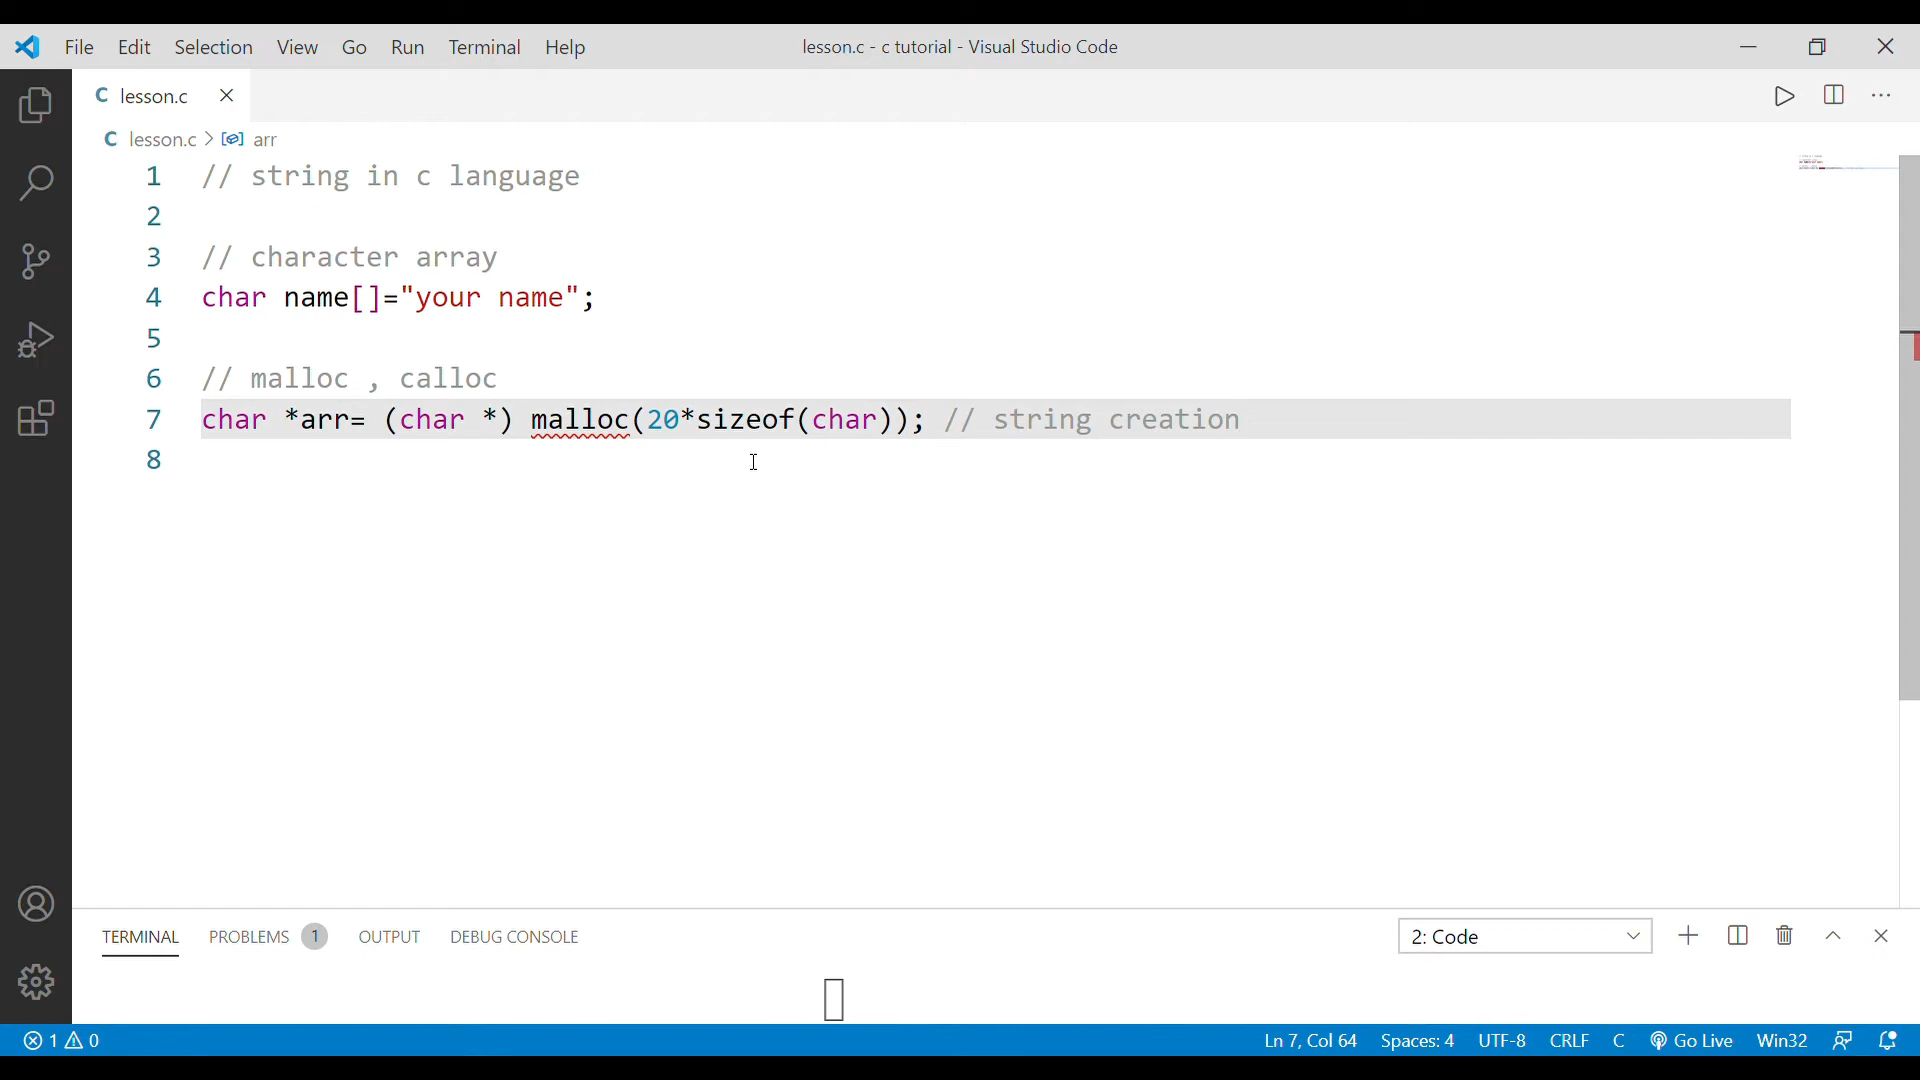 File Edit Selection View Go Run Terminal Help lesson.c - c tutorial - Visual Studio Code
C lesson.c
C lesson.c > arr
1 // string in c language
2
3 // character array
4 char name[]="your name";
5
6 // malloc , calloc
7 char *arr= (char *) malloc(20*sizeof(char)); // string creation
8
TERMINAL PROBLEMS 1 OUTPUT DEBUG CONSOLE 2: Code
1 0 Ln 7, Col 64 Spaces: 4 UTF-8 CRLF C Go Live Win32